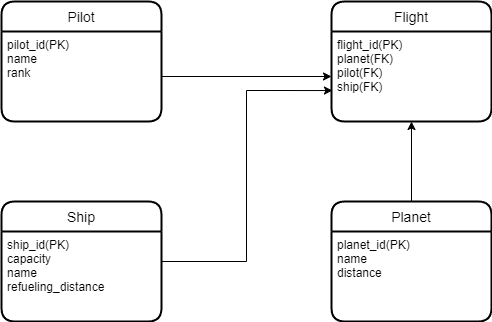 Pilot
pilot_id(PK)
name
rank
Flight
flight_id(PK)
planet(FK)
pilot(FK)
ship(FK)
Ship
ship_id(PK)
capacity
name
refueling_distance
Planet
planet_id(PK)
name
distance